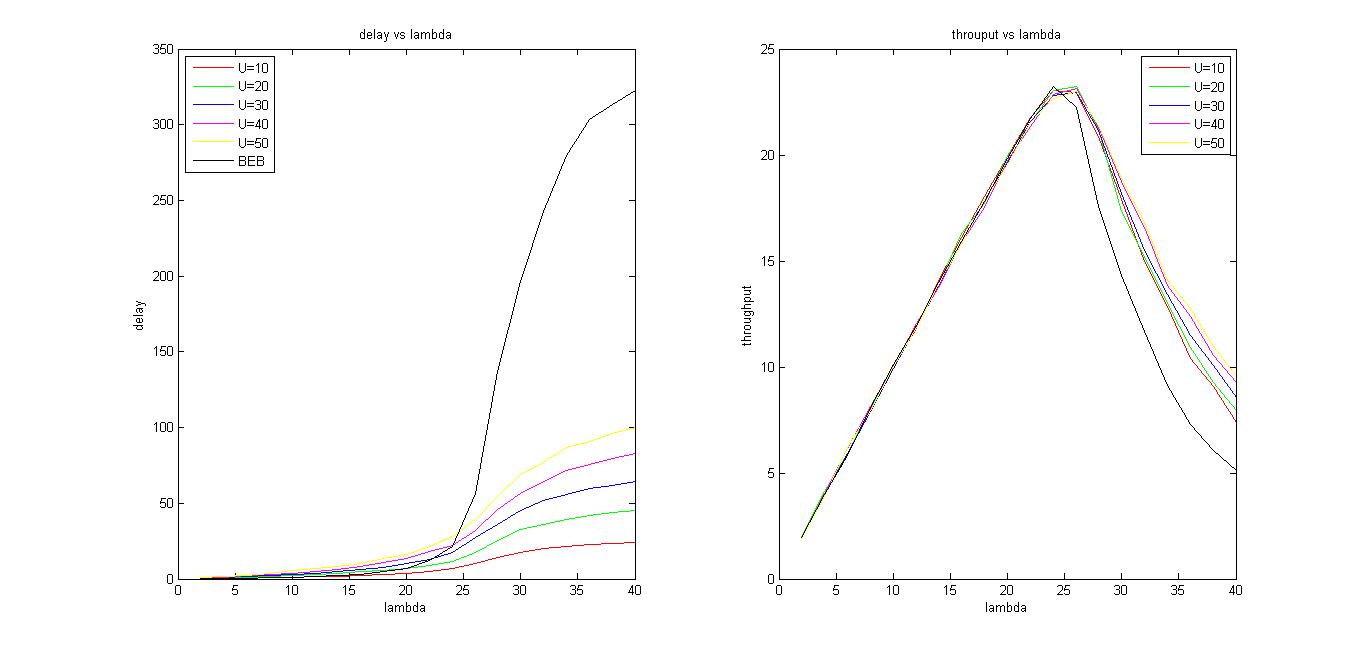 delay vs lambda
350
300
250
200
150
100
50
0
delay
U=10
U=20
U=30
U=40
U=50
BEB
0 5 10 15 20 25 30 35 40
lambda
throuput vs lambda
25
20
15
10
5
0
throughput
U=10
U=20
U=30
U=40
U=50
0 5 10 15 20 25 30 35 40
lambda